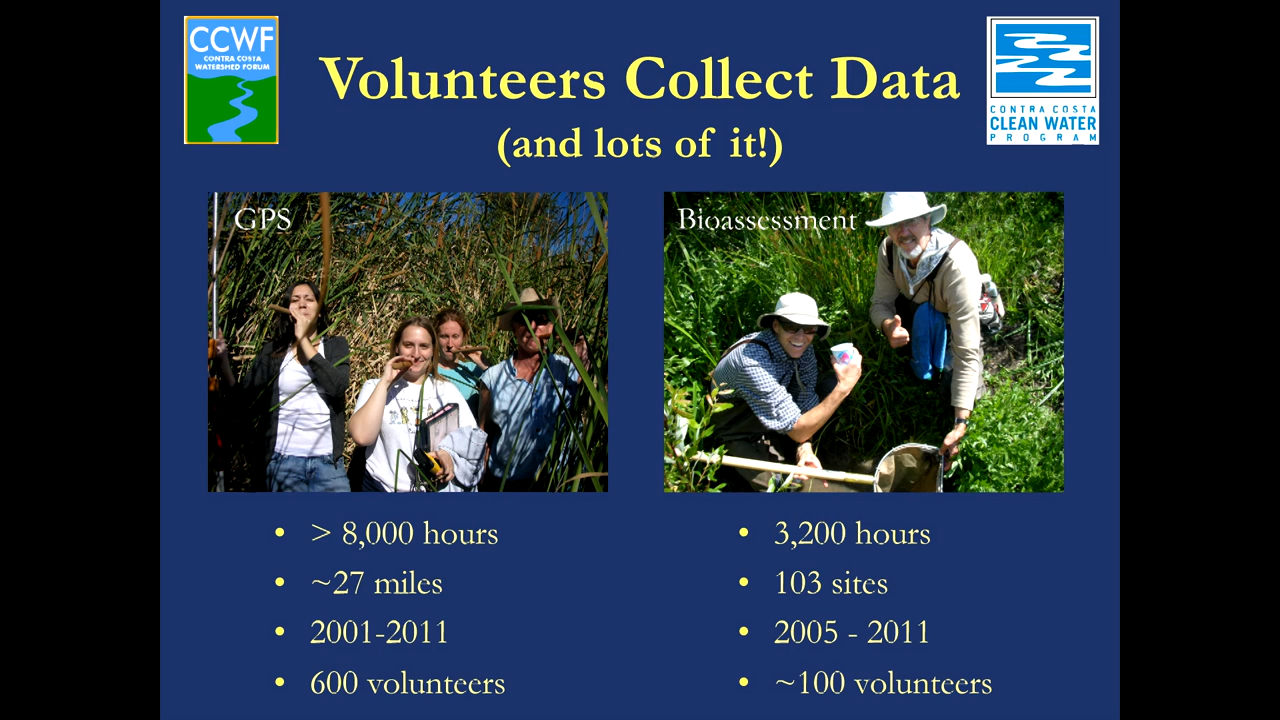 CCWF
CONTRA COSTA
WATERSHED FORUM
Volunteers Collect Data
(and lots of it!)
CONTRA COSTA
CLEAN WATER
PROGRAM
GPS
Bioassessment
• > 8,000 hours
• ~27 miles
• 2001-2011
• 600 volunteers
• 3,200 hours
• 103 sites
• 2005 - 2011
• ~100 volunteers